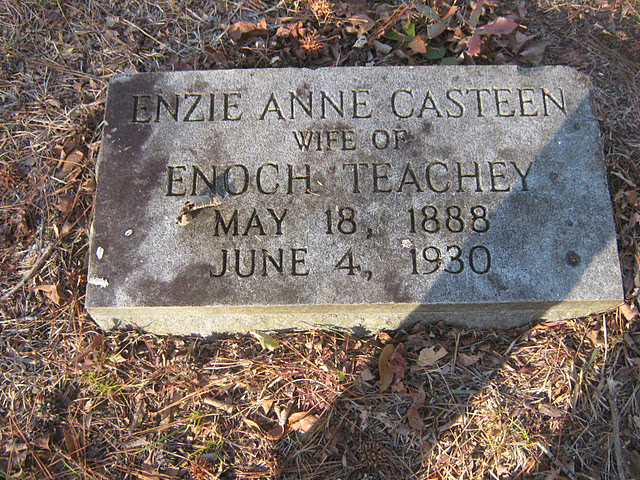 ENZIE ANNE CASTEEN
WIFE OF
ENOCH TEACHEY
MAY 18, 1888
JUNE 4, 1930